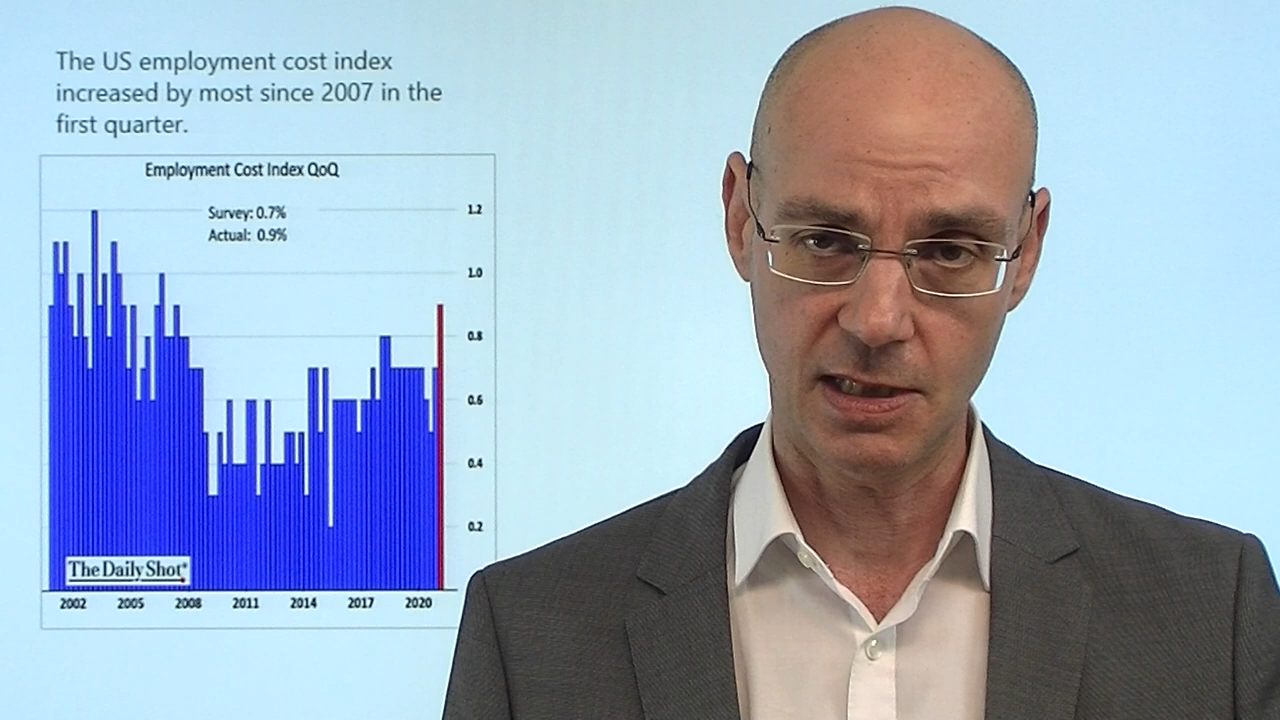 The US employment cost index
increased by most since 2007 in the
first quarter.
Employment Cost Index QoQ
Survey: 0.7%
Actual: 0.9%
1.2
1.0
0.8
0.6
0.4
0.2
The Daily Shot
2002 2005 2008 2011 2014 2017 2020